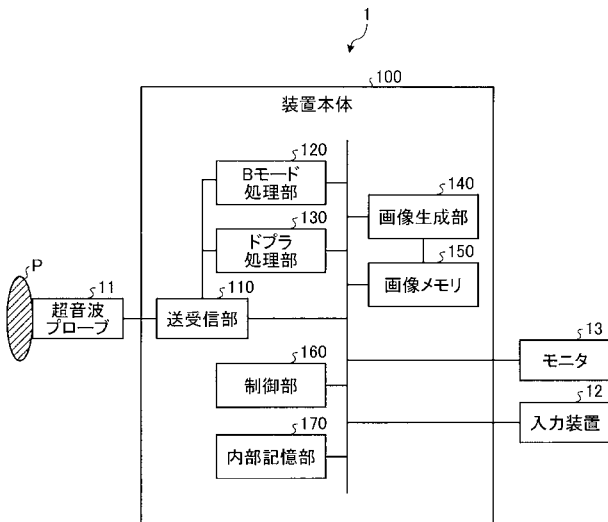 1
100
装置本体
120
Bモード
処理部
130
ドプラ
処理部
140
画像生成部
150
画像メモリ
P
11
超音波
プローブ
110
送受信部
160
制御部
170
内部記憶部
13
モニタ
12
入力装置